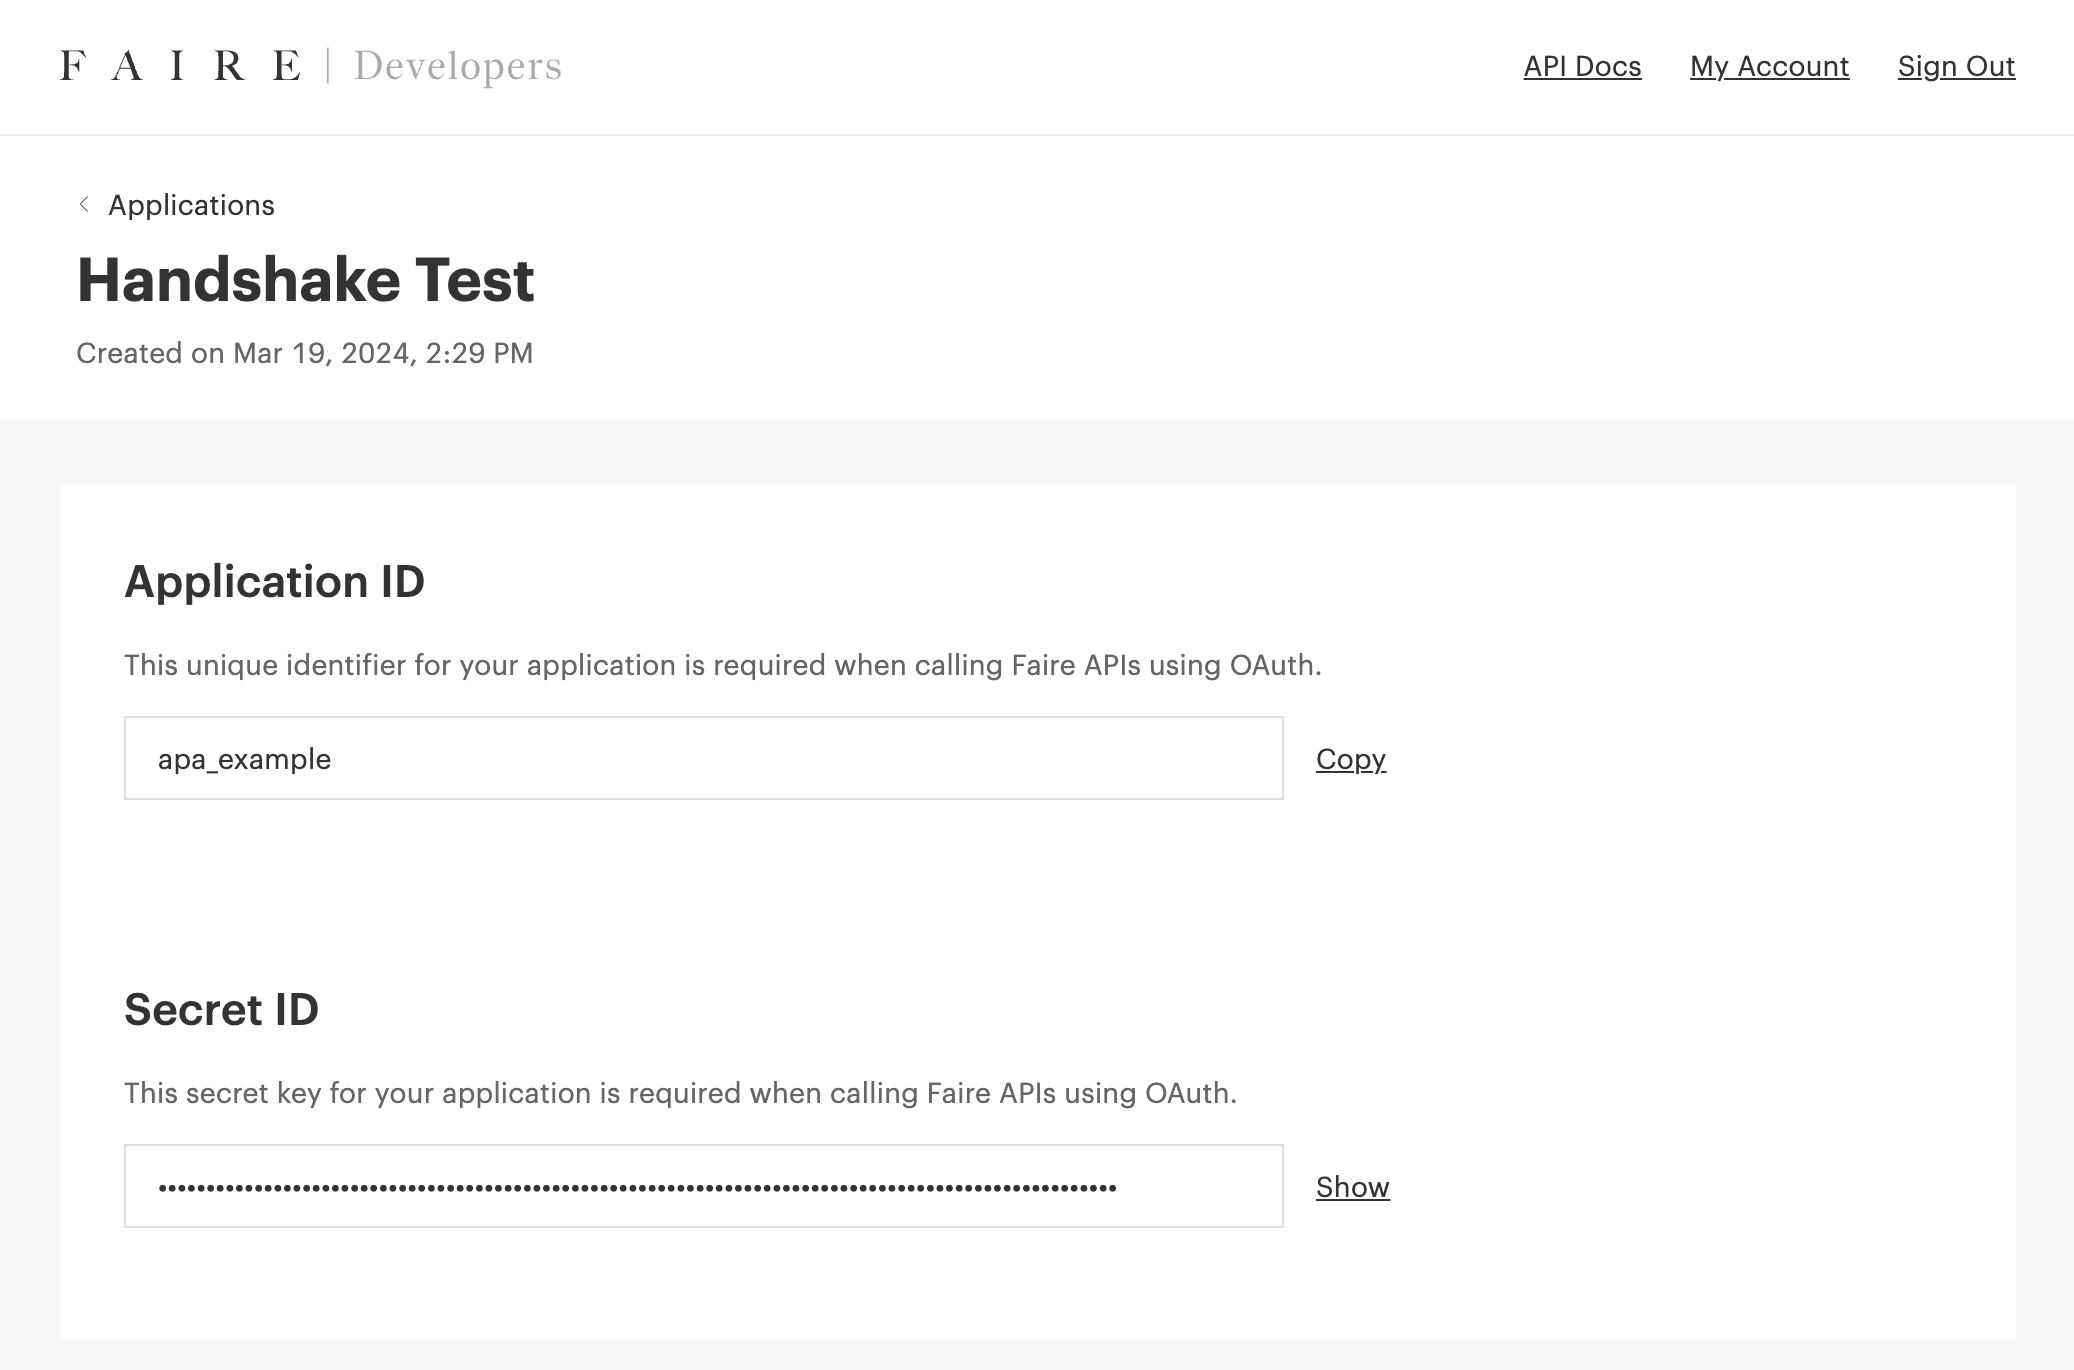 FAIRE | Developers
API Docs
My Account
Sign Out
Applications
Handshake Test
Created on Mar 19, 2024, 2:29 PM
Application ID
This unique identifier for your application is required when calling Faire APIs using OAuth.
apa_example
Copy
Secret ID
This secret key for your application is required when calling Faire APIs using OAuth.
Show